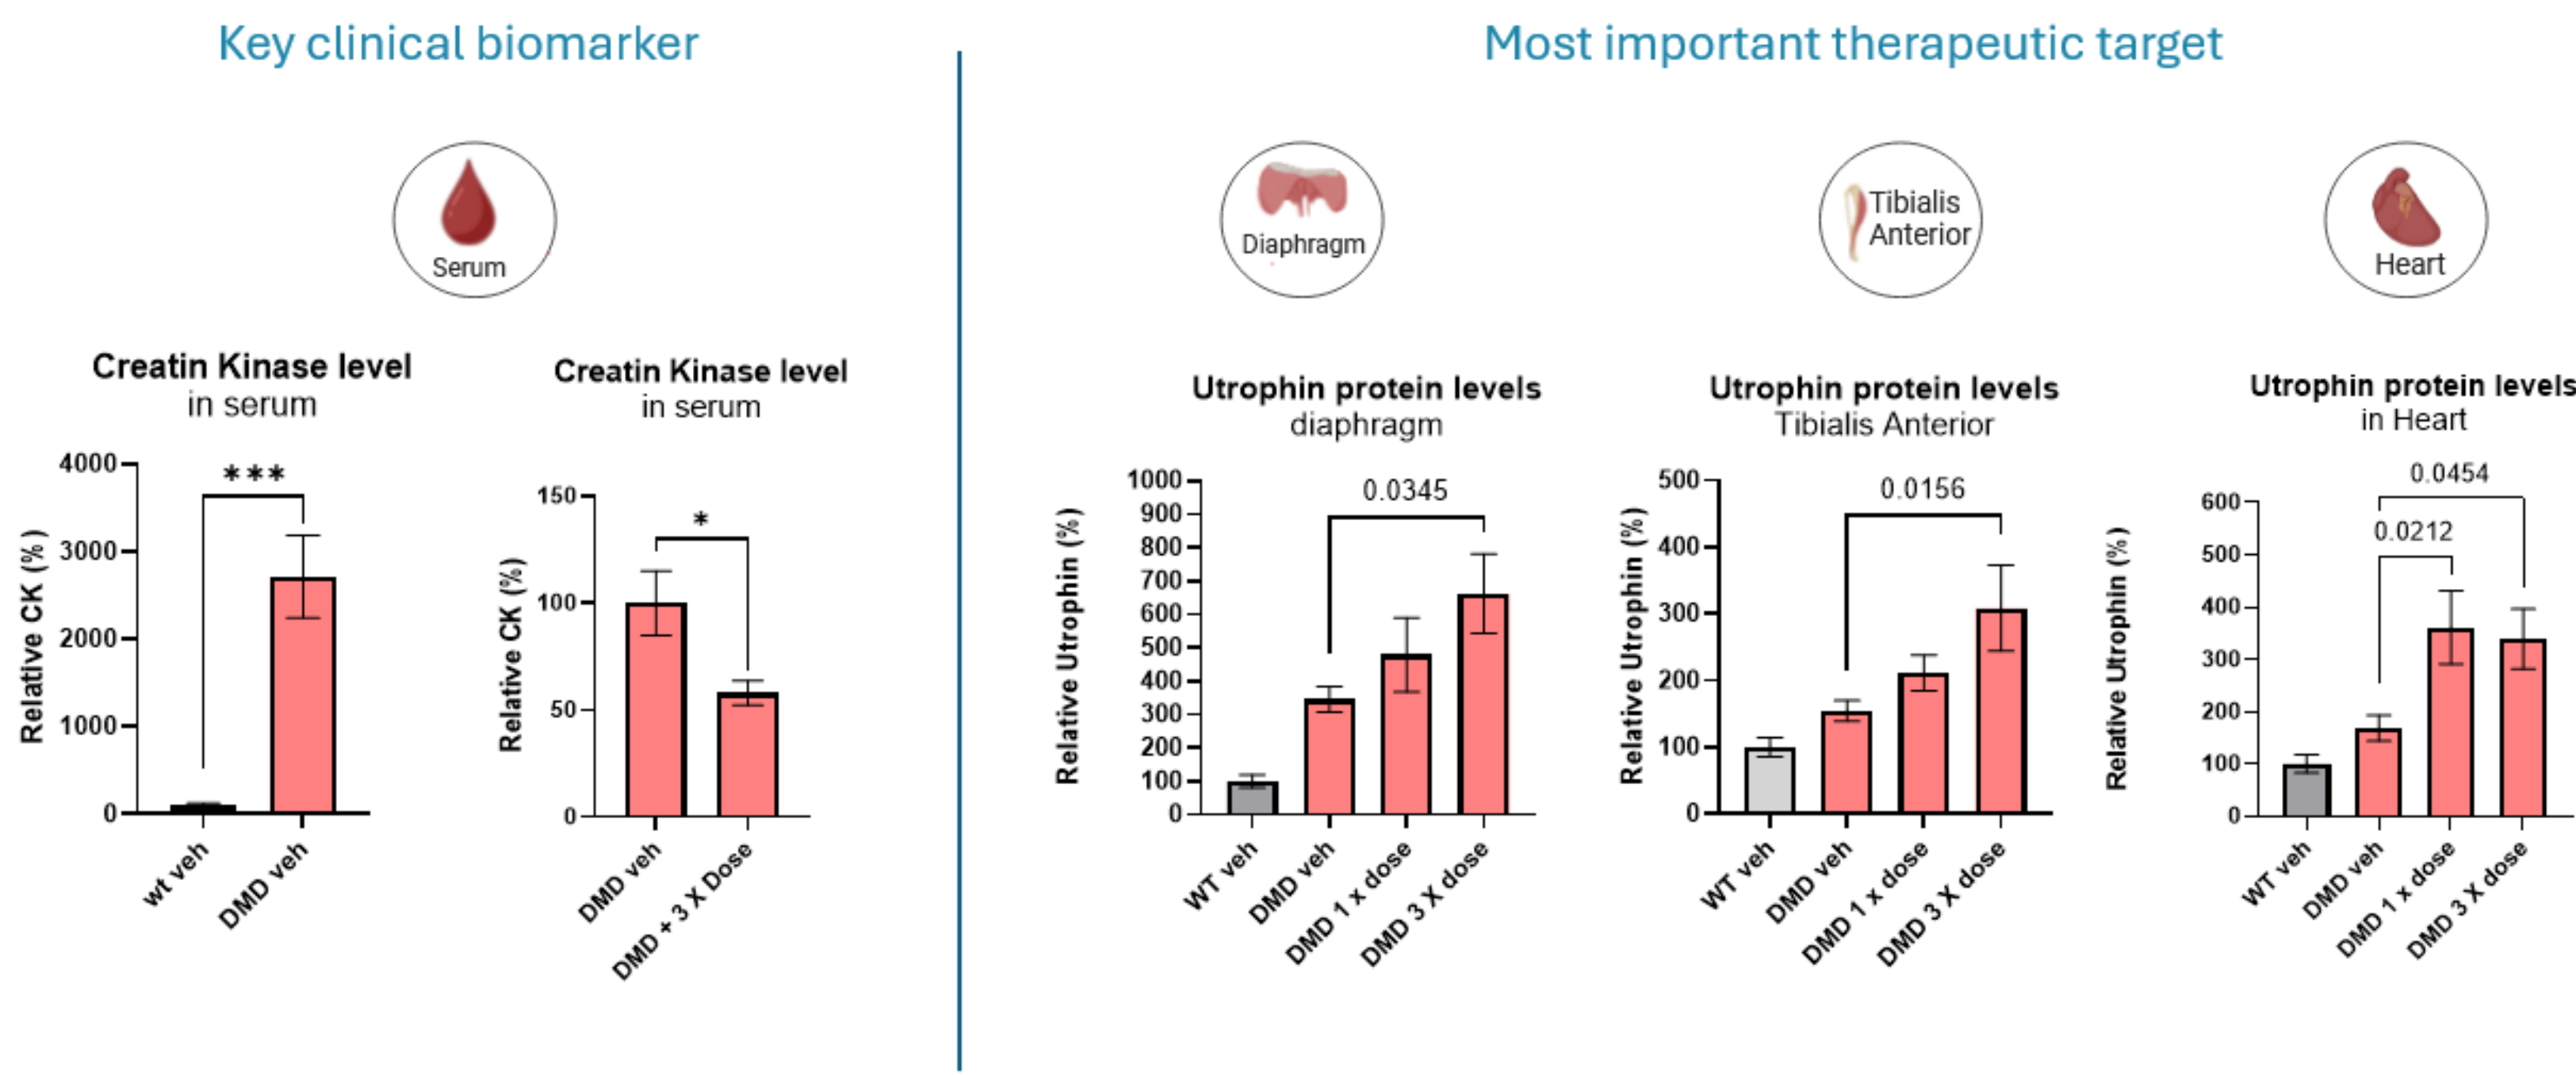 Key clinical biomarker
Most important therapeutic target
Serum
Diaphragm
Tibialis
Anterior
Heart
Creatin Kinase level
in serum
Relative CK (%)
4000
3000
2000
1000
0
***
wt veh
DMD veh
Creatin Kinase level
in serum
Relative CK (%)
150
100
50
0
*
DMD veh
DMD + 3 X Dose
Utrophin protein levels
diaphragm
Relative Utrophin (%)
1000
900
800
700
600
500
400
300
200
100
0
0.0345
WT veh
DMD veh
DMD 1 x dose
DMD 3 X dose
Utrophin protein levels
Tibialis Anterior
Relative Utrophin (%)
500
400
300
200
100
0
0.0156
WT veh
DMD veh
DMD 1 x dose
DMD 3 X dose
Utrophin protein levels
in Heart
Relative Utrophin (%)
600
500
400
300
200
100
0
0.0454
0.0212
WT veh
DMD veh
DMD 1 x dose
DMD 3 X dose